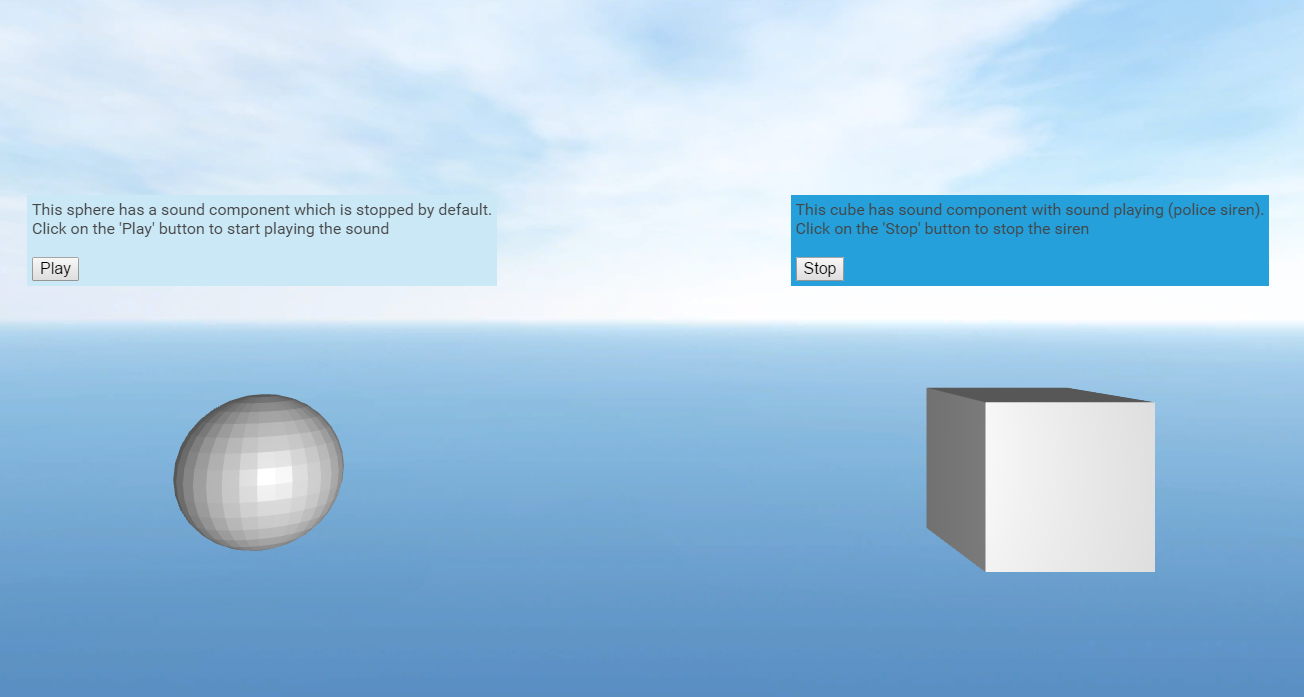 This sphere has a sound component which is stopped by default.
Click on the 'Play' button to start playing the sound
Play
This cube has sound component with sound playing (police siren).
Click on the 'Stop' button to stop the siren
Stop